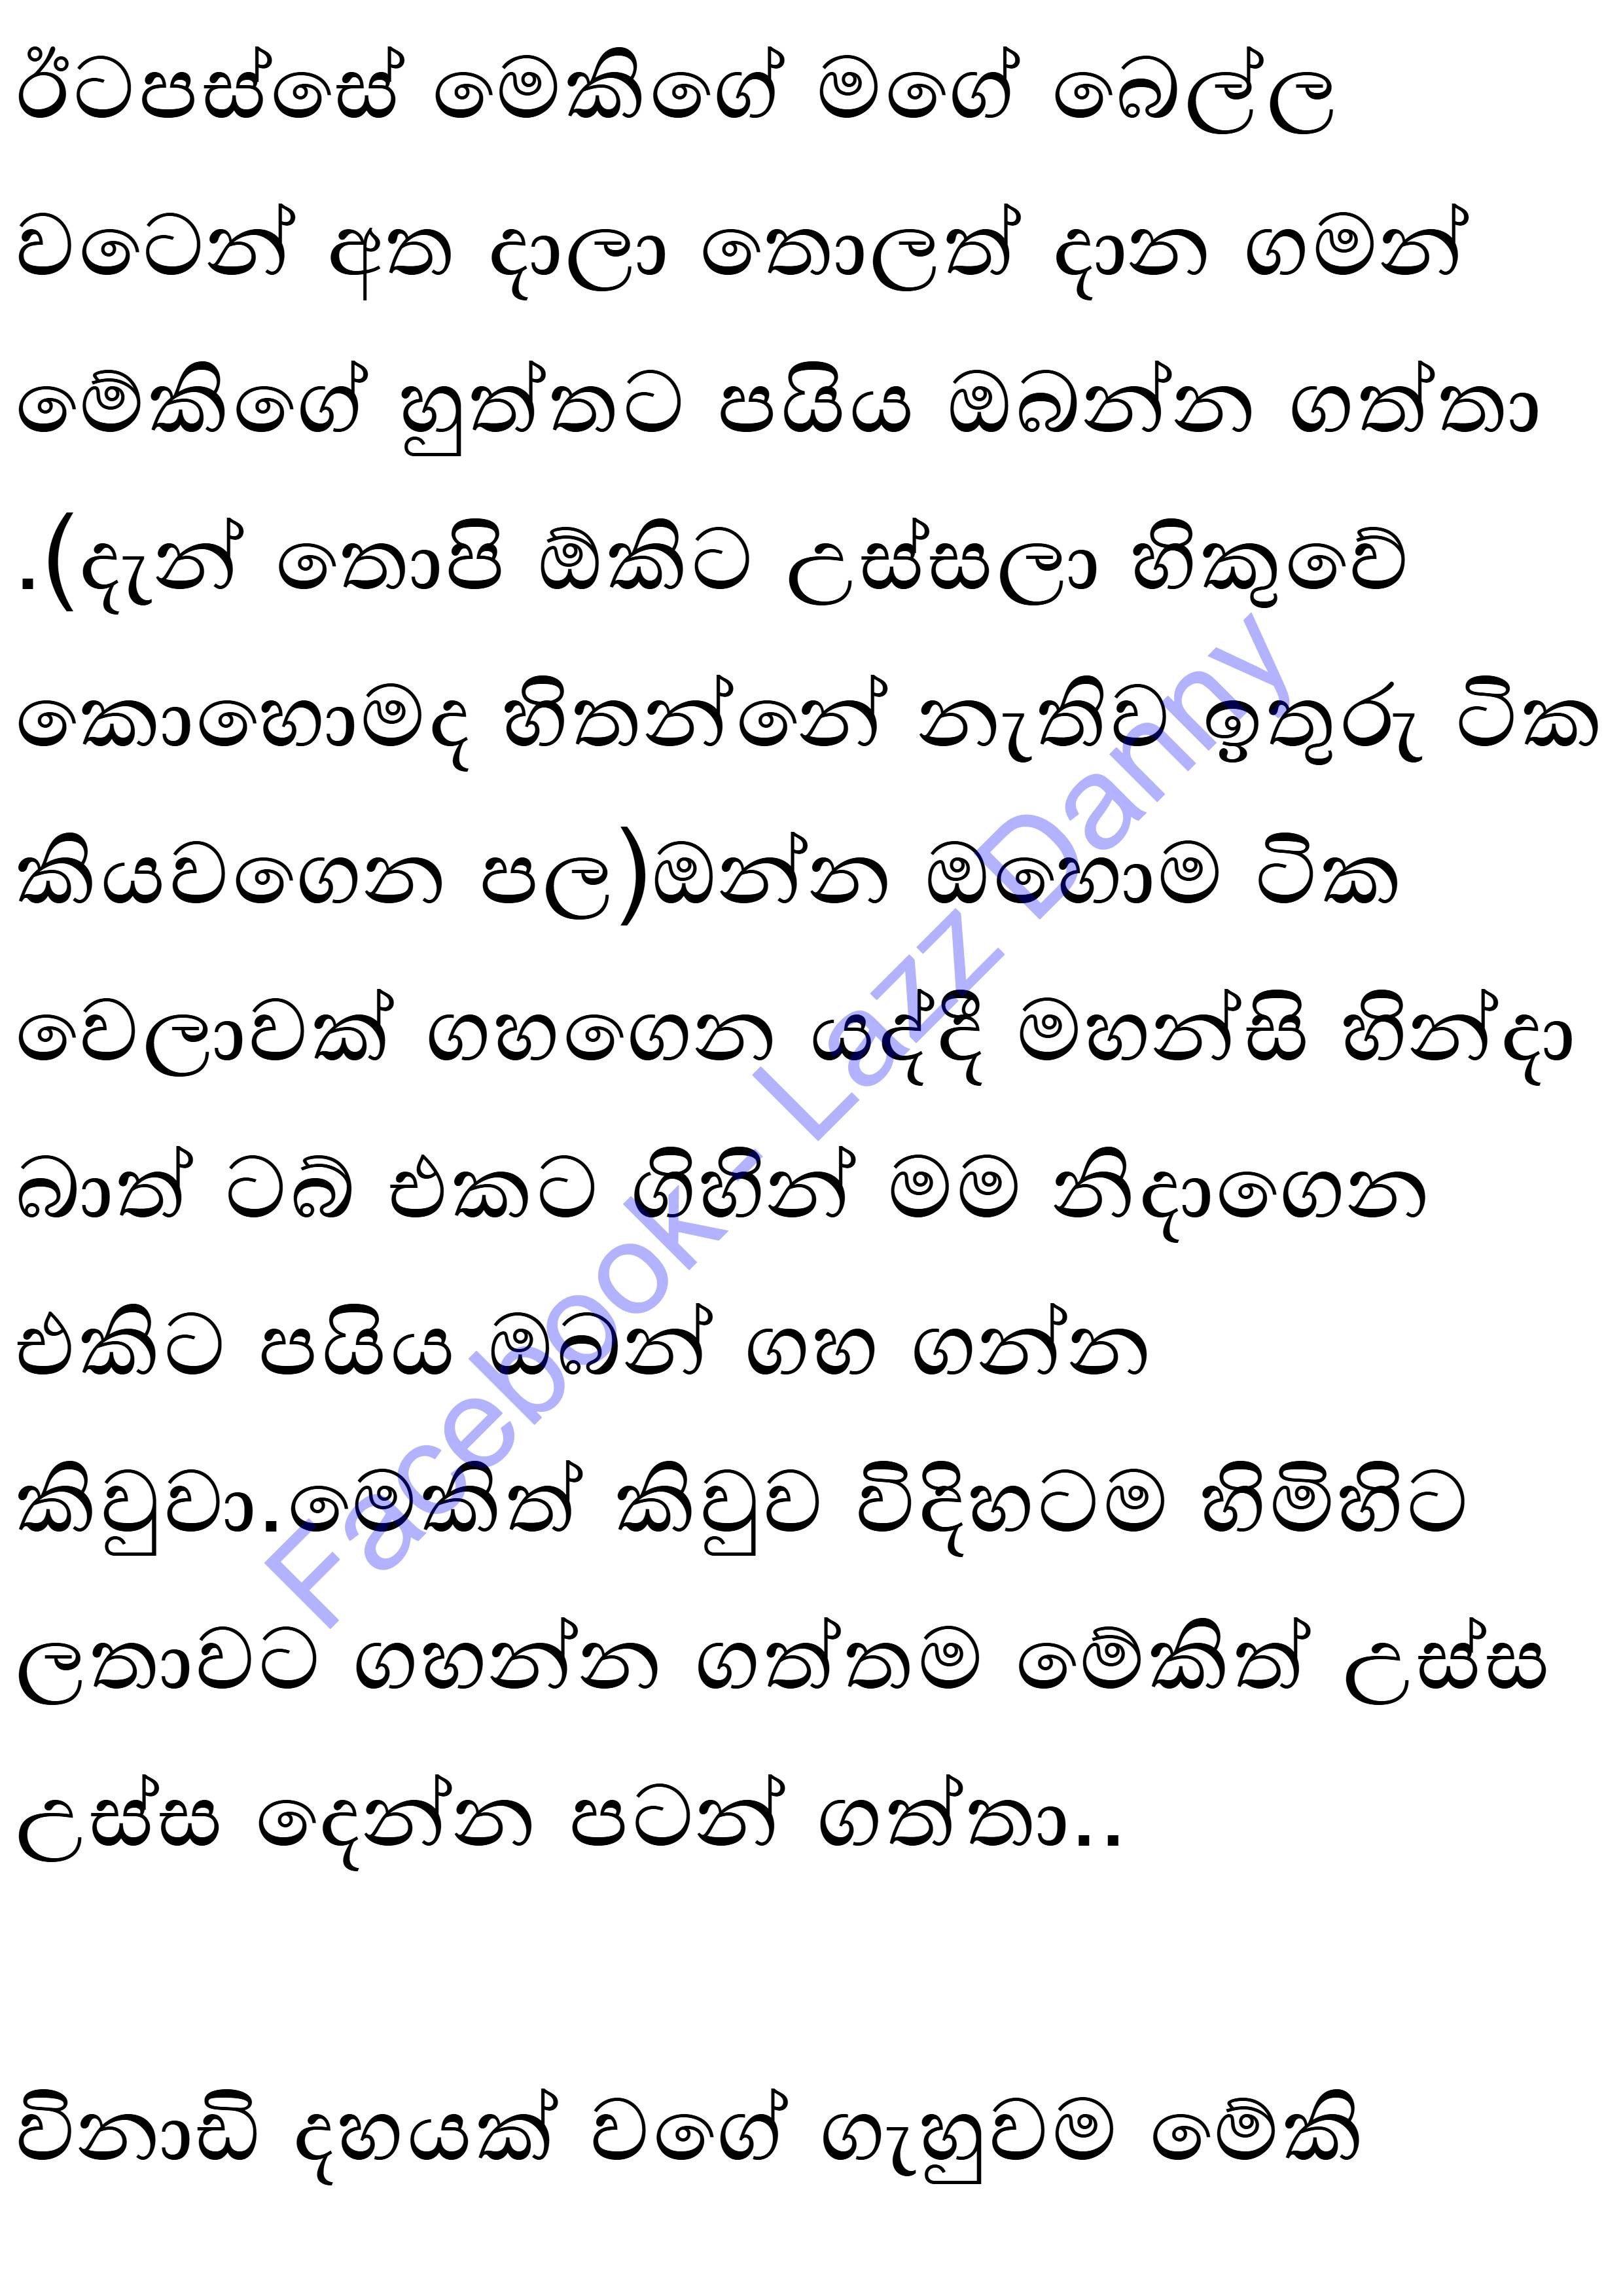 ඊටපස්සේ මෙකිගේ මගේ බෙල්ල
වටෙන් අත දාලා තොලත් දාන ගමන්
මේකිගේ හුත්තට පයිය ඔබන්න ගත්තා
.(දැන් තොපි ඕකිට උස්සලා හිකුවේ
කොහොමද හිතන්නේ නැතිව ඉතුරු ටික
කියවගෙන පල)ඔන්න ඔහොම ටික
වෙලාවක් ගහගෙන යද්දී මහන්සි හින්දා
බාත් ටබ් එකට ගිහින් මම නිදාගෙන
එකිට පයිය ඔබන් ගහ ගන්න
කිවුවා.මෙකිත් කිවුව විදිහටම හිමිහිට
ලතාවට ගහන්න ගත්තම මේකිත් උස්ස
උස්ස දෙන්න පටන් ගත්තා..
විනාඩි දහයක් වගේ ගැහුවම මේකි
Facebook - Lazz Danny